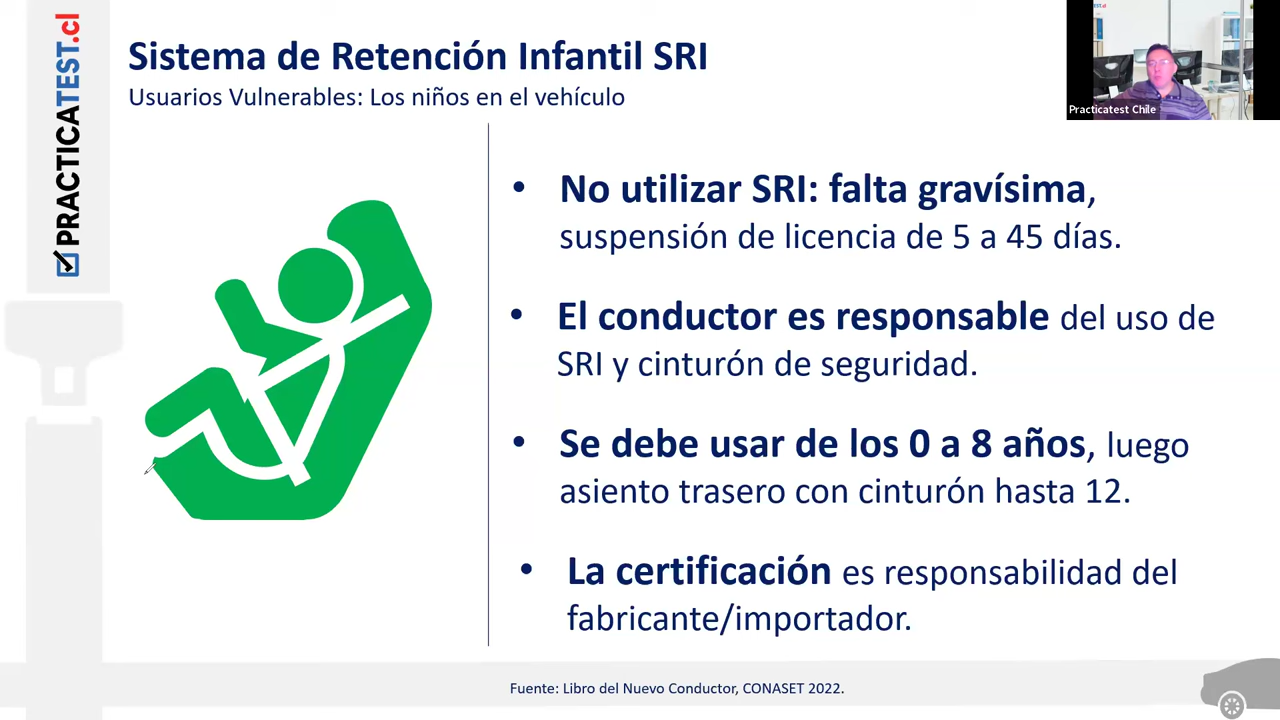 PRACTICATEST.cl
Sistema de Retención Infantil SRI
Usuarios Vulnerables: Los niños en el vehículo
Practicatest Chile
• No utilizar SRI: falta gravísima,
suspensión de licencia de 5 a 45 días.
• El conductor es responsable del uso de
SRI y cinturón de seguridad.
• Se debe usar de los 0 a 8 años, luego
asiento trasero con cinturón hasta 12.
• La certificación es responsabilidad del
fabricante/importador.
Fuente: Libro del Nuevo Conductor, CONASET 2022.